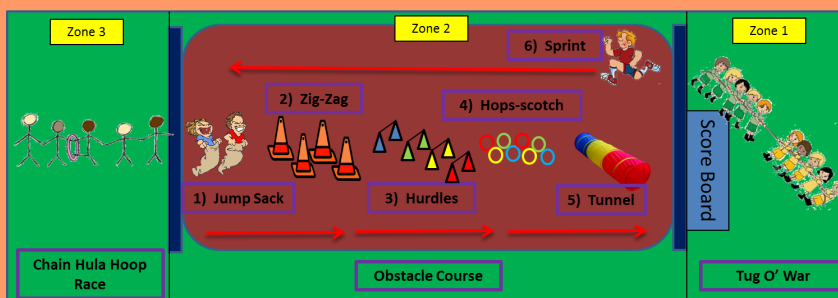 Zone 3
Zone 2
Zone 1
6) Sprint
2) Zig-Zag
4) Hops-scotch
Score Board
1) Jump Sack
3) Hurdles
5) Tunnel
Chain Hula Hoop
Race
Obstacle Course
Tug O’ War